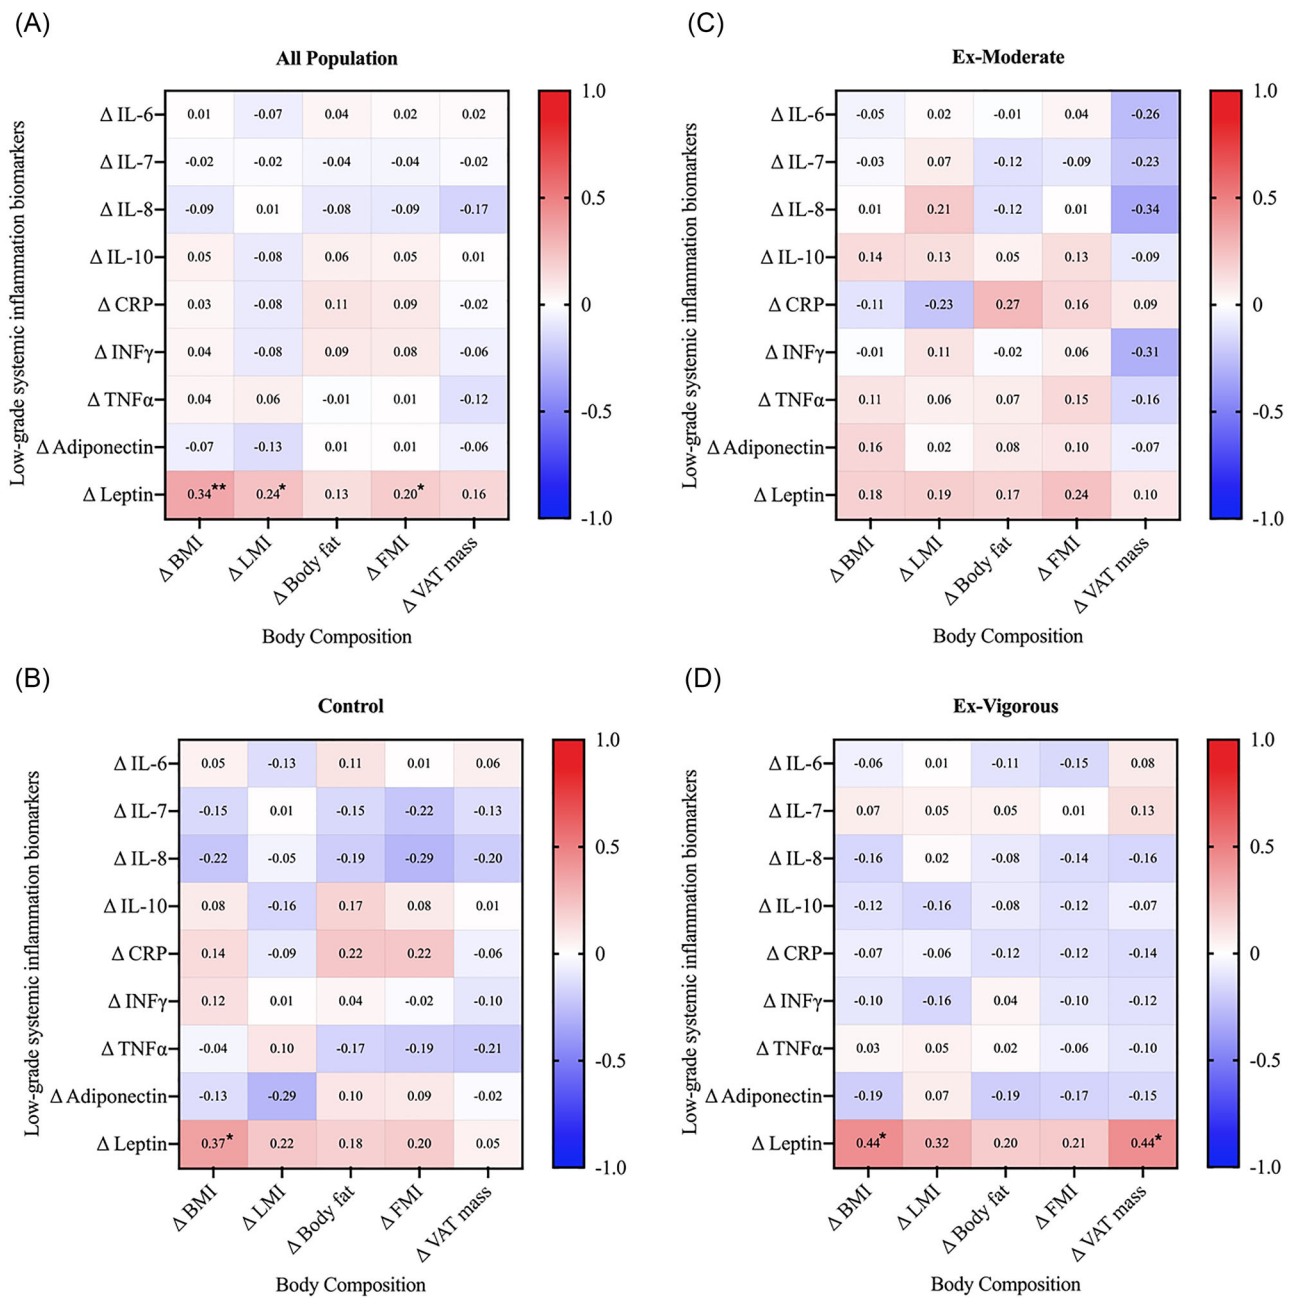 (A)
All Population
Low-grade systemic inflammation biomarkers
Δ IL-6 0.01 -0.07 0.04 0.02 0.02
Δ IL-7 -0.02 -0.02 -0.04 -0.04 -0.02
Δ IL-8 -0.09 0.01 -0.08 -0.09 -0.17
Δ IL-10 0.05 -0.08 0.06 0.05 0.01
Δ CRP 0.03 -0.08 0.11 0.09 -0.02
Δ INFγ 0.04 -0.08 0.09 0.08 -0.06
Δ TNFα 0.04 0.06 -0.01 0.01 -0.12
Δ Adiponectin -0.07 -0.13 0.01 0.01 -0.06
Δ Leptin 0.34** 0.24* 0.13 0.20* 0.16
Δ BMI Δ LMI Δ Body fat Δ FMI Δ VAT mass
Body Composition
1.0
0.5
0
-0.5
-1.0
(C)
Ex-Moderate
Low-grade systemic inflammation biomarkers
Δ IL-6 -0.05 0.02 -0.01 0.04 -0.26
Δ IL-7 -0.03 0.07 -0.12 -0.09 -0.23
Δ IL-8 0.01 0.21 -0.12 0.01 -0.34
Δ IL-10 0.14 0.13 0.05 0.13 -0.09
Δ CRP -0.11 -0.23 0.27 0.16 0.09
Δ INFγ -0.01 0.11 -0.02 0.06 -0.31
Δ TNFα 0.11 0.06 0.07 0.15 -0.16
Δ Adiponectin 0.16 0.02 0.08 0.10 -0.07
Δ Leptin 0.18 0.19 0.17 0.24 0.10
Δ BMI Δ LMI Δ Body fat Δ FMI Δ VAT mass
Body Composition
1.0
0.5
0
-0.5
-1.0
(B)
Control
Low-grade systemic inflammation biomarkers
Δ IL-6 0.05 -0.13 0.11 0.01 0.06
Δ IL-7 -0.15 0.01 -0.15 -0.22 -0.13
Δ IL-8 -0.22 -0.05 -0.19 -0.29 -0.20
Δ IL-10 0.08 -0.16 0.17 0.08 0.01
Δ CRP 0.14 -0.09 0.22 0.22 -0.06
Δ INFγ 0.12 0.01 0.04 -0.02 -0.10
Δ TNFα -0.04 0.10 -0.17 -0.19 -0.21
Δ Adiponectin -0.13 -0.29 0.10 0.09 -0.02
Δ Leptin 0.37* 0.22 0.18 0.20 0.05
Δ BMI Δ LMI Δ Body fat Δ FMI Δ VAT mass
Body Composition
1.0
0.5
0
-0.5
-1.0
(D)
Ex-Vigorous
Low-grade systemic inflammation biomarkers
Δ IL-6 -0.06 0.01 -0.11 -0.15 0.08
Δ IL-7 0.07 0.05 0.05 0.01 0.13
Δ IL-8 -0.16 0.02 -0.08 -0.14 -0.16
Δ IL-10 -0.12 -0.16 -0.08 -0.12 -0.07
Δ CRP -0.07 -0.06 -0.12 -0.12 -0.14
Δ INFγ -0.10 -0.16 0.04 -0.10 -0.12
Δ TNFα 0.03 0.05 0.02 -0.06 -0.10
Δ Adiponectin -0.19 0.07 -0.19 -0.17 -0.15
Δ Leptin 0.44* 0.32 0.20 0.21 0.44*
Δ BMI Δ LMI Δ Body fat Δ FMI Δ VAT mass
Body Composition
1.0
0.5
0
-0.5
-1.0